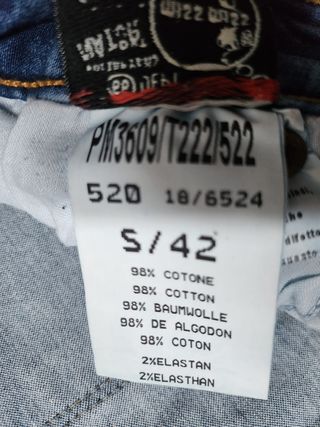 PM3609/T222/522
520 18/6524
S/42
98% COTONE
98% COTTON
98% BAUMWOLLE
98% DE ALGODON
98% COTON
2%ELASTAN
2%ELASTHAN